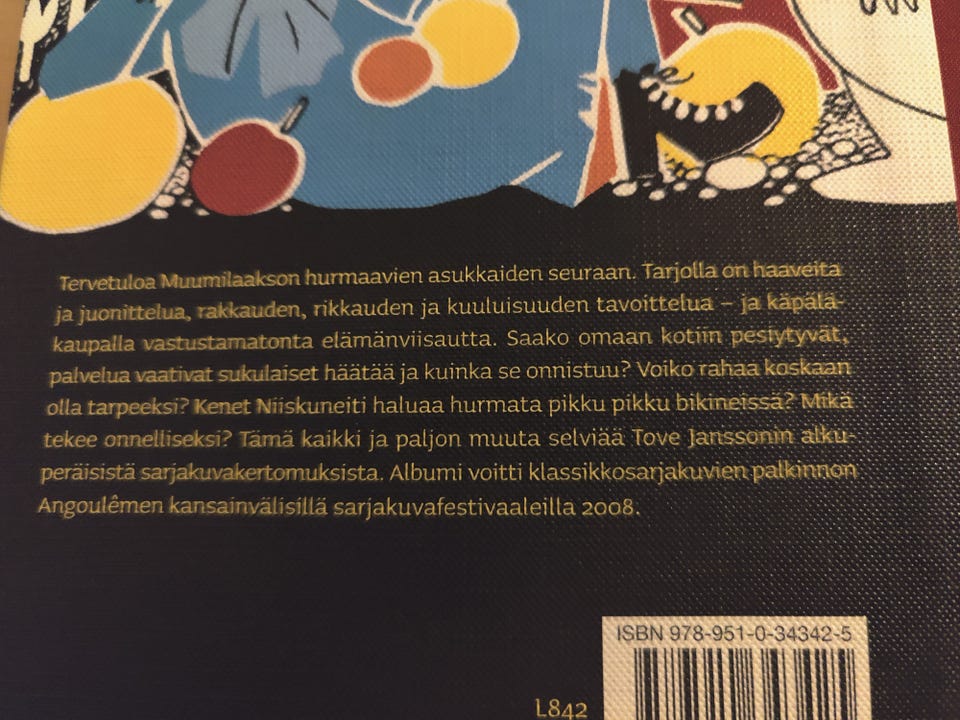 Tervetuloa Muumilaakson hurmaavien asukkaiden seuraan. Tarjolla on haaveita
ja juonittelua, rakkauden, rikkauden ja kuuluisuuden tavoittelua – ja käpälä-
kaupalla vastustamatonta elämänviisautta. Saako omaan kotiin pesiytyvät,
palvelua vaativat sukulaiset häätää ja kuinka se onnistuu? Voiko rahaa koskaan
olla tarpeeksi? Kenet Niiskuneiti haluaa hurmata pikku pikku bikineissä? Mikä
tekee onnelliseksi? Tämä kaikki ja paljon muuta selviää Tove Janssonin alku-
peräisistä sarjakuvakertomuksista. Albumi voitti klassikkosarjakuvien palkinnon
Angoulêmen kansainvälisillä sarjakuvafestivaaleilla 2008.
ISBN 978-951-0-34342-5
L842